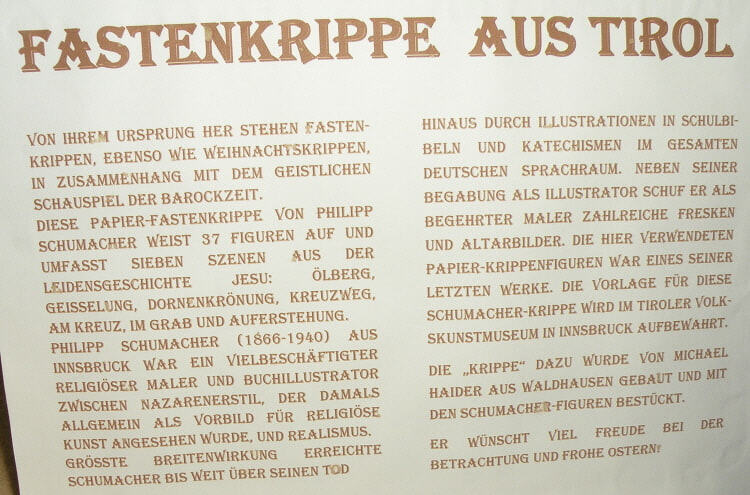 FASTENKRIPPE AUS TIROL
VON IHREM URSPRUNG HER STEHEN FASTEN-
KRIPPEN, EBENSO WIE WEIHNACHTSKRIPPEN,
IN ZUSAMMENHANG MIT DEM GEISTLICHEN
SCHAUSPIEL DER BAROCKZEIT.
DIESE PAPIER-FASTENKRIPPE VON PHILIPP
SCHUMACHER WEIST 37 FIGUREN AUF UND
UMFASST SIEBEN SZENEN AUS DER
LEIDENSGESCHICHTE JESU: ÖLBERG,
GEISSELUNG, DORNENKRÖNUNG, KREUZWEG,
AM KREUZ, IM GRAB UND AUFERSTEHUNG.
PHILIPP SCHUMACHER (1866-1940) AUS
INNSBRUCK WAR EIN VIELBESCHÄFTIGTER
RELIGIÖSER MALER UND BUCHILLUSTRATOR
ZWISCHEN NAZARENERSTIL, DER DAMALS
ALLGEMEIN ALS VORBILD FÜR RELIGIÖSE
KUNST ANGESEHEN WURDE, UND REALISMUS.
GRÖSSTE BREITENWIRKUNG ERREICHTE
SCHUMACHER BIS WEIT ÜBER SEINEN TOD
HINAUS DURCH ILLUSTRATIONEN IN SCHULBI-
BELN UND KATECHISMEN IM GESAMTEN
DEUTSCHEN SPRACHRAUM. NEBEN SEINER
BEGABUNG ALS ILLUSTRATOR SCHUF ER ALS
BEGEHRTER MALER ZAHLREICHE FRESKEN
UND ALTARBILDER. DIE HIER VERWENDETEN
PAPIER-KRIPPENFIGUREN WAR EINES SEINER
LETZTEN WERKE. DIE VORLAGE FÜR DIESE
SCHUMACHER-KRIPPE WIRD IM TIROLER VOLK-
SKUNSTMUSEUM IN INNSBRUCK AUFBEWAHRT.
DIE „KRIPPE" DAZU WURDE VON MICHAEL
HAIDER AUS WALDHAUSEN GEBAUT UND MIT
DEN SCHUMACHER-FIGUREN BESTÜCKT.
ER WÜNSCHT VIEL FREUDE BEI DER
BETRACHTUNG UND FROHE OSTERN!